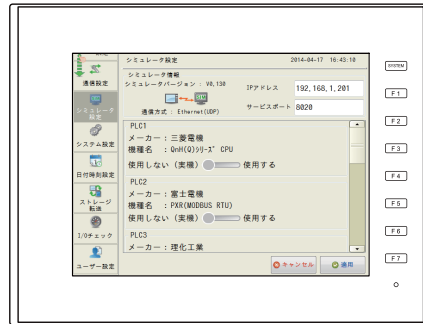 シミュレータ設定
2014-04-17 16:43:10
通信設定
シミュレータ
設定
システム設定
日付時刻設定
ストレージ
転送
I/Oチェック
ユーザー設定
シミュレータ情報
シミュレータバージョン : V0.130
通信方式 : Ethernet(UDP)
IPアドレス 192.168.1.201
サービスポート 8020
PLC1
メーカー : 三菱電機
機種名 : QnH(Q)シリーズ CPU
使用しない (実機) 使用する
PLC2
メーカー : 富士電機
機種名 : PXR(MODBUS RTU)
使用しない (実機) 使用する
PLC3
メーカー : 理化工業
キャンセル 適用
SYSTEM
F1
F2
F3
F4
F5
F6
F7